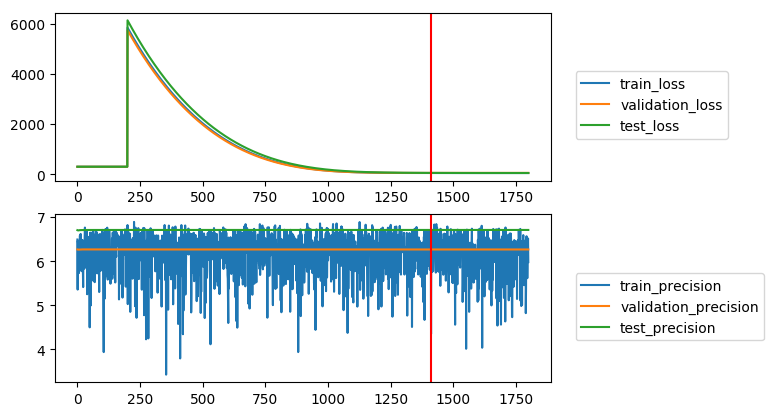 6000
4000
2000
0
0 250 500 750 1000 1250 1500 1750
train_loss
validation_loss
test_loss
7
6
5
4
0 250 500 750 1000 1250 1500 1750
train_precision
validation_precision
test_precision